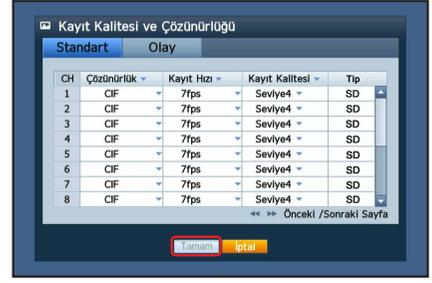 Kayıt Kalitesi ve Çözünürlüğü
Standart Olay
CH Çözünürlük Kayıt Hızı Kayıt Kalitesi Tip
1 CIF 7fps Seviye4 SD
2 CIF 7fps Seviye4 SD
3 CIF 7fps Seviye4 SD
4 CIF 7fps Seviye4 SD
5 CIF 7fps Seviye4 SD
6 CIF 7fps Seviye4 SD
7 CIF 7fps Seviye4 SD
8 CIF 7fps Seviye4 SD
Önceki /Sonraki Sayfa
Tamam İptal